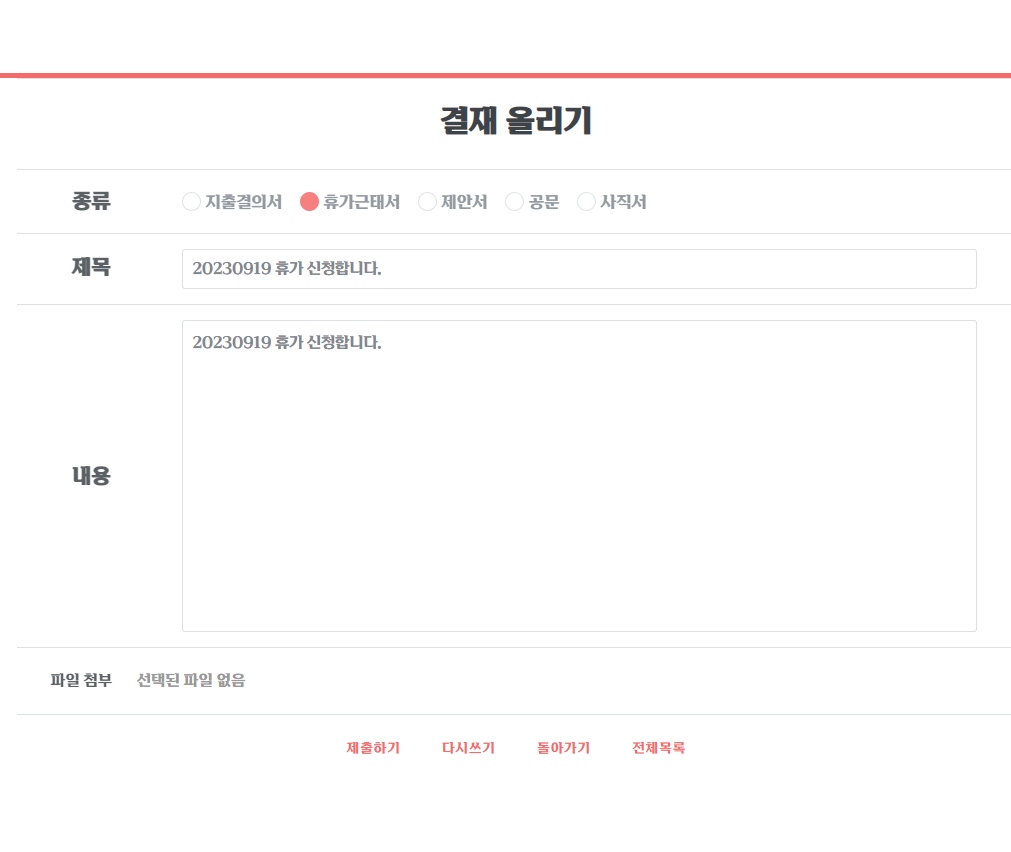 결재 올리기
종류 지출결의서 휴가근태서 제안서 공문 사직서
제목 20230919 휴가 신청합니다.
20230919 휴가 신청합니다.
내용
파일 첨부 선택된 파일 없음
제출하기 다시쓰기 돌아가기 전체목록